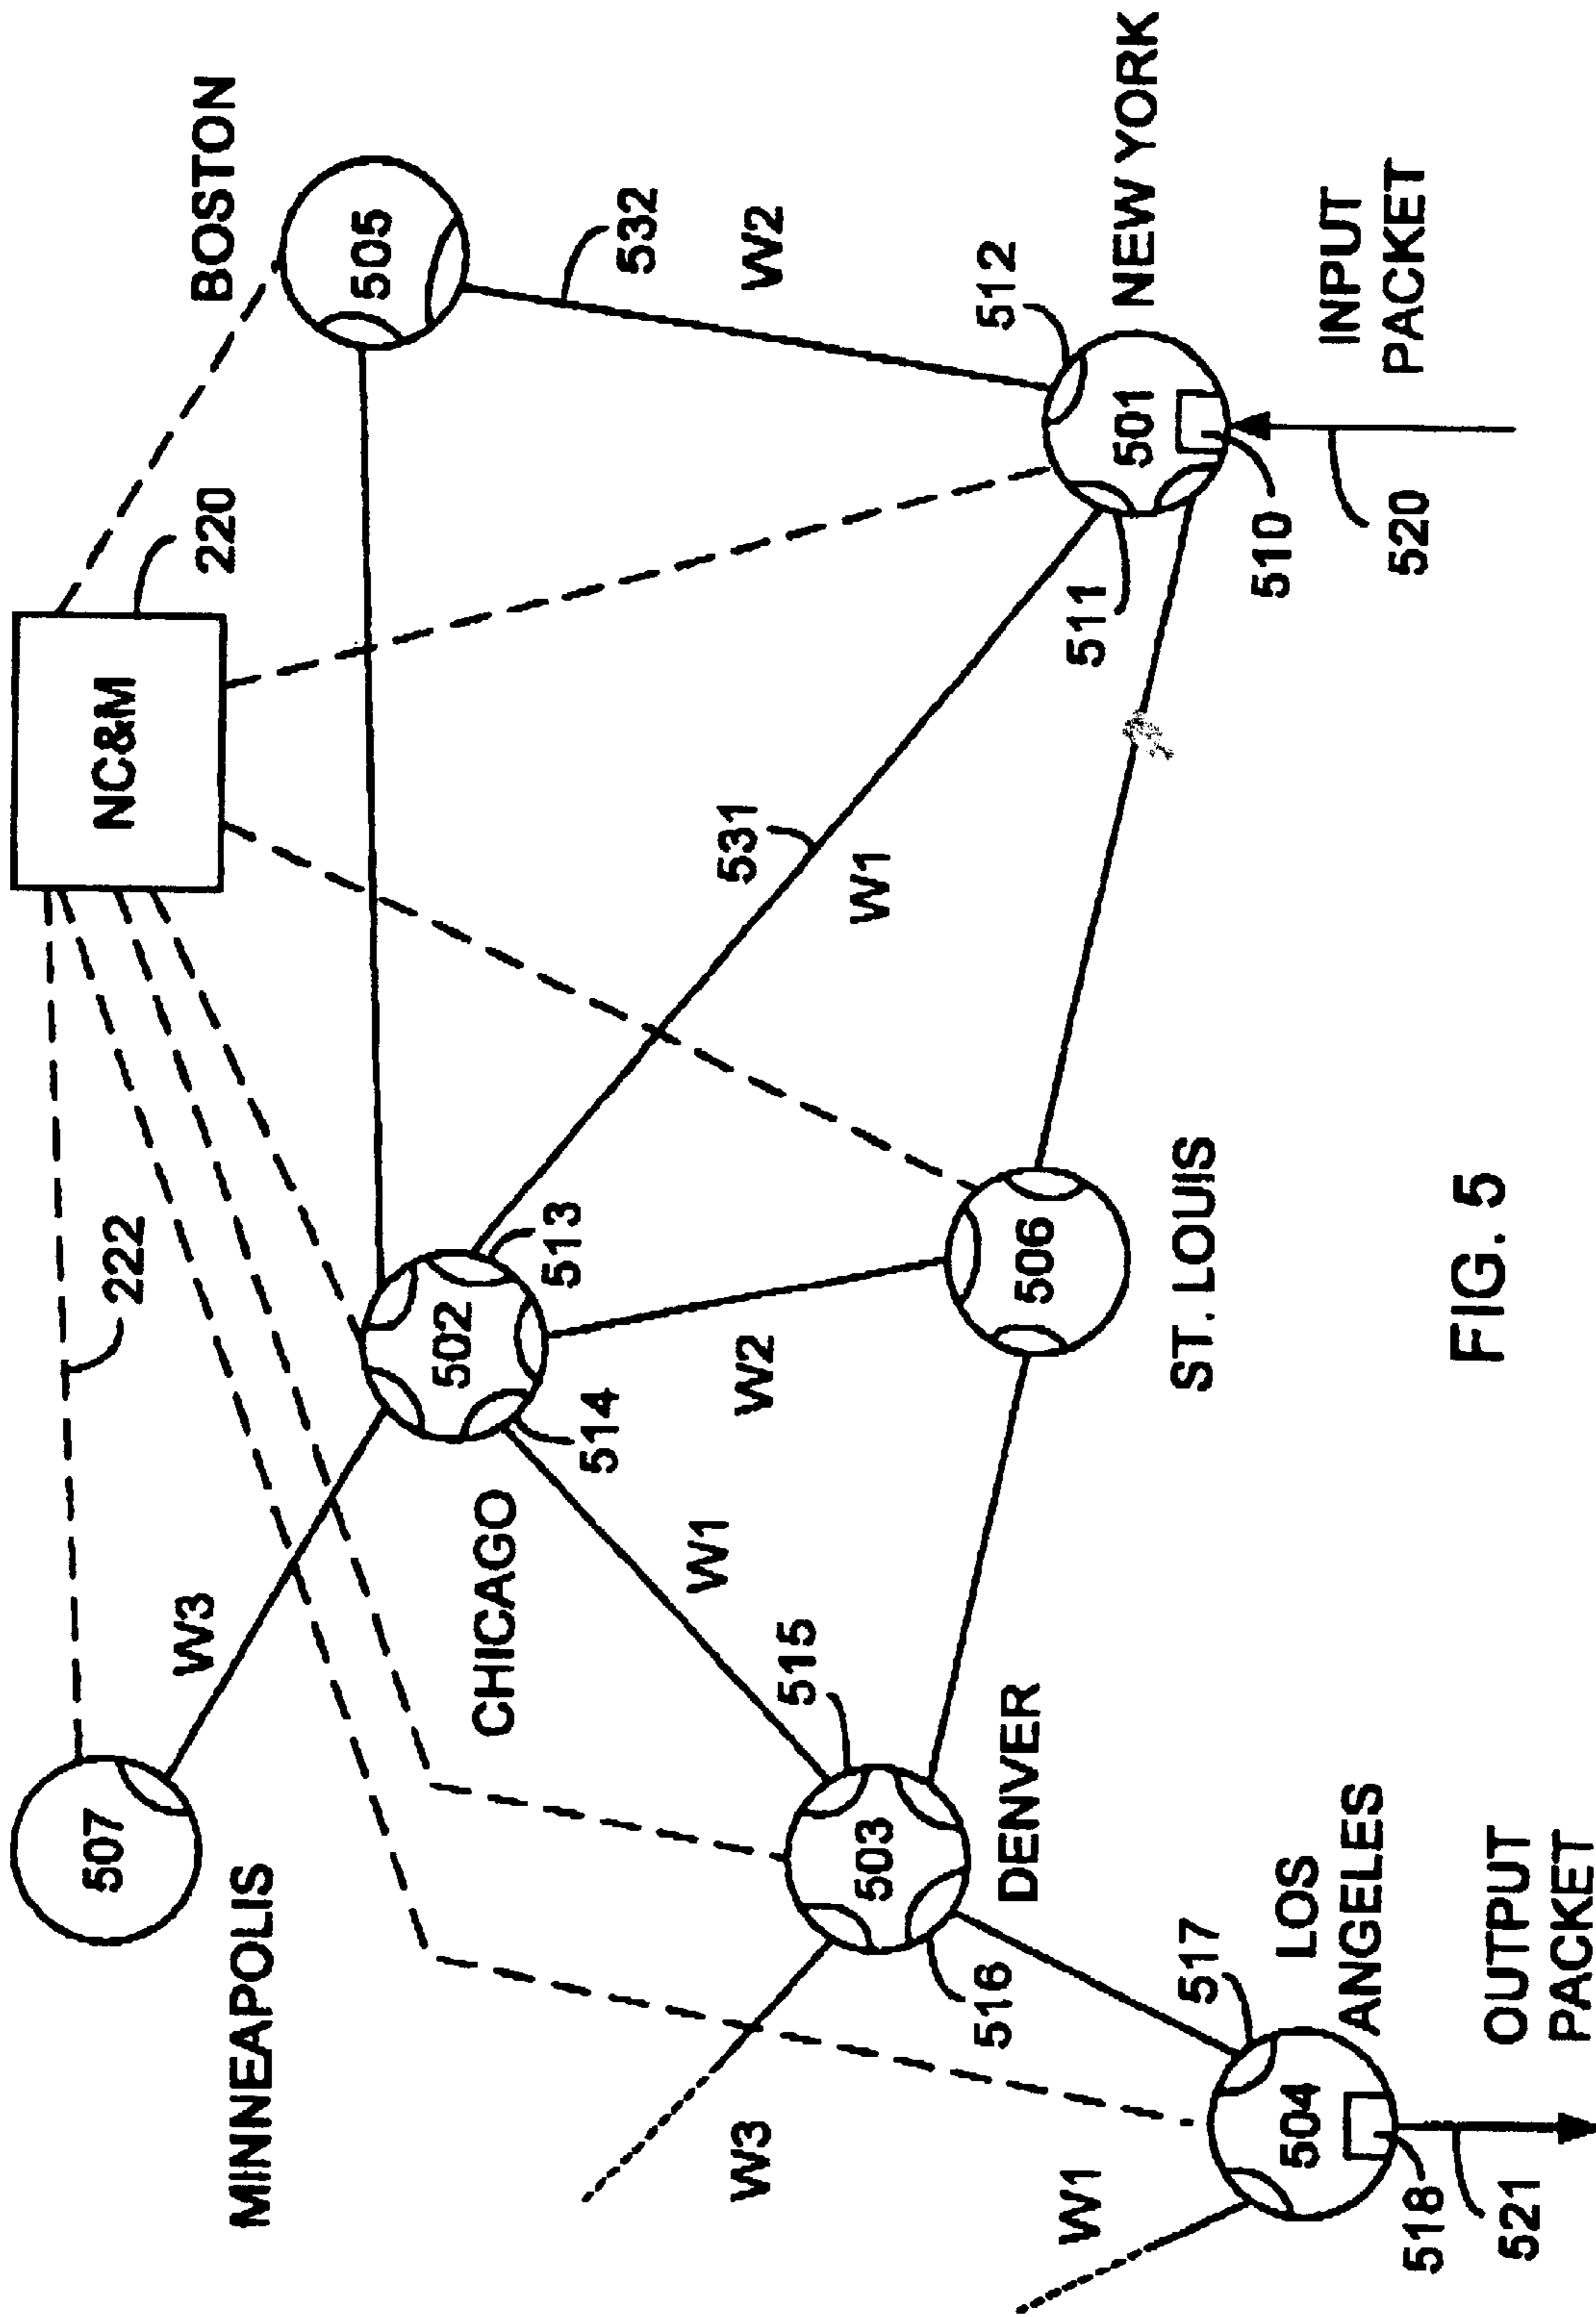 NC&M
220
222
BOSTON
505
532
W2
MINNEAPOLIS
507
W3
502
513
514
CHICAGO
531
W1
512
NEW YORK
501
511
510
INPUT
PACKET
520
W2
506
ST. LOUIS
W1
515
503
DENVER
516
W3
W1
517
LOS
ANGELES
504
518
521
OUTPUT
PACKET
FIG. 5